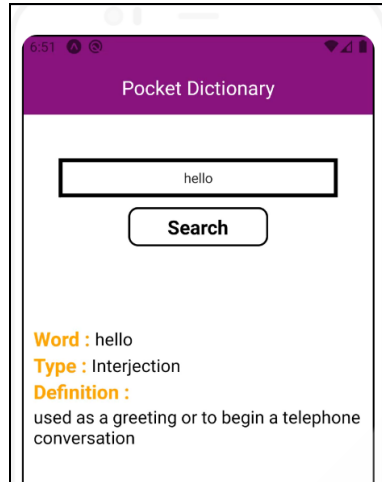 6:51
Pocket Dictionary
hello
Search
Word : hello
Type : Interjection
Definition :
used as a greeting or to begin a telephone
conversation